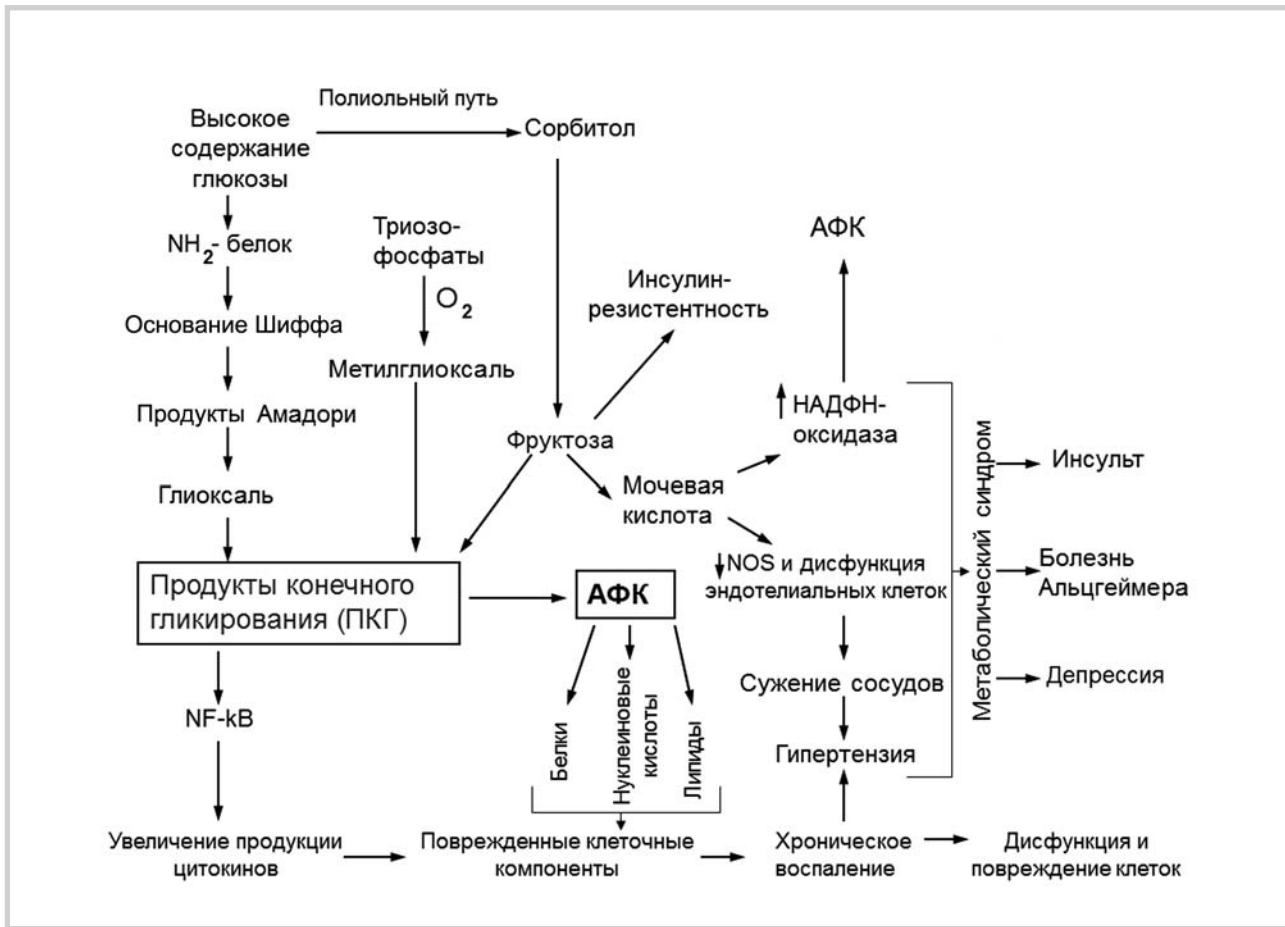 Полиольный путь
Высокое
содержание
глюкозы
Сорбитол
Триозо-
фосфаты
АФК
NH2- белок
O2
Инсулин-
резистентность
Основание Шиффа
Метилглиоксаль
Продукты Амадори
НАДФН-
оксидаза
Фруктоза
Глиоксаль
Мочевая
кислота
Метаболический синдром
Инсульт
Продукты конечного
гликирования (ПКГ)
АФК
NOS и дисфункция
эндотелиальных клеток
Болезнь
Альцгеймера
Сужение сосудов
Депрессия
NF-kB
Белки
Нуклеиновые
кислоты
Липиды
Гипертензия
Увеличение продукции
цитокинов
Поврежденные клеточные
компоненты
Хроническое
воспаление
Дисфункция и
повреждение клеток